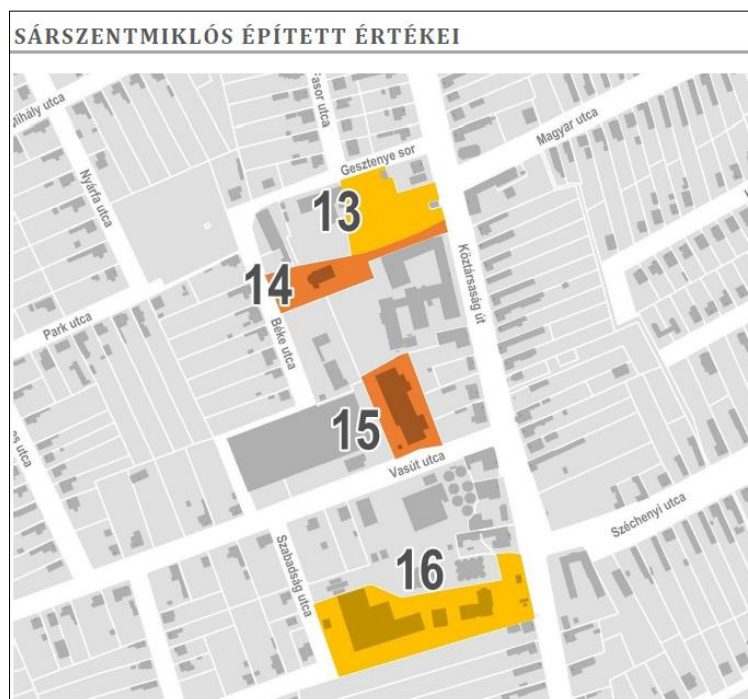 SÁRSZENTMIKLÓS ÉPÍTETT ÉRTÉKEI
Mihály utca
Fasor utca
Magyar utca
Gesztenye sor
Nyárfa utca
13
Köztársaság út
14
Park utca
Béke utca
15
Vasút utca
Széchenyi utca
Szabadság utca
16
utca